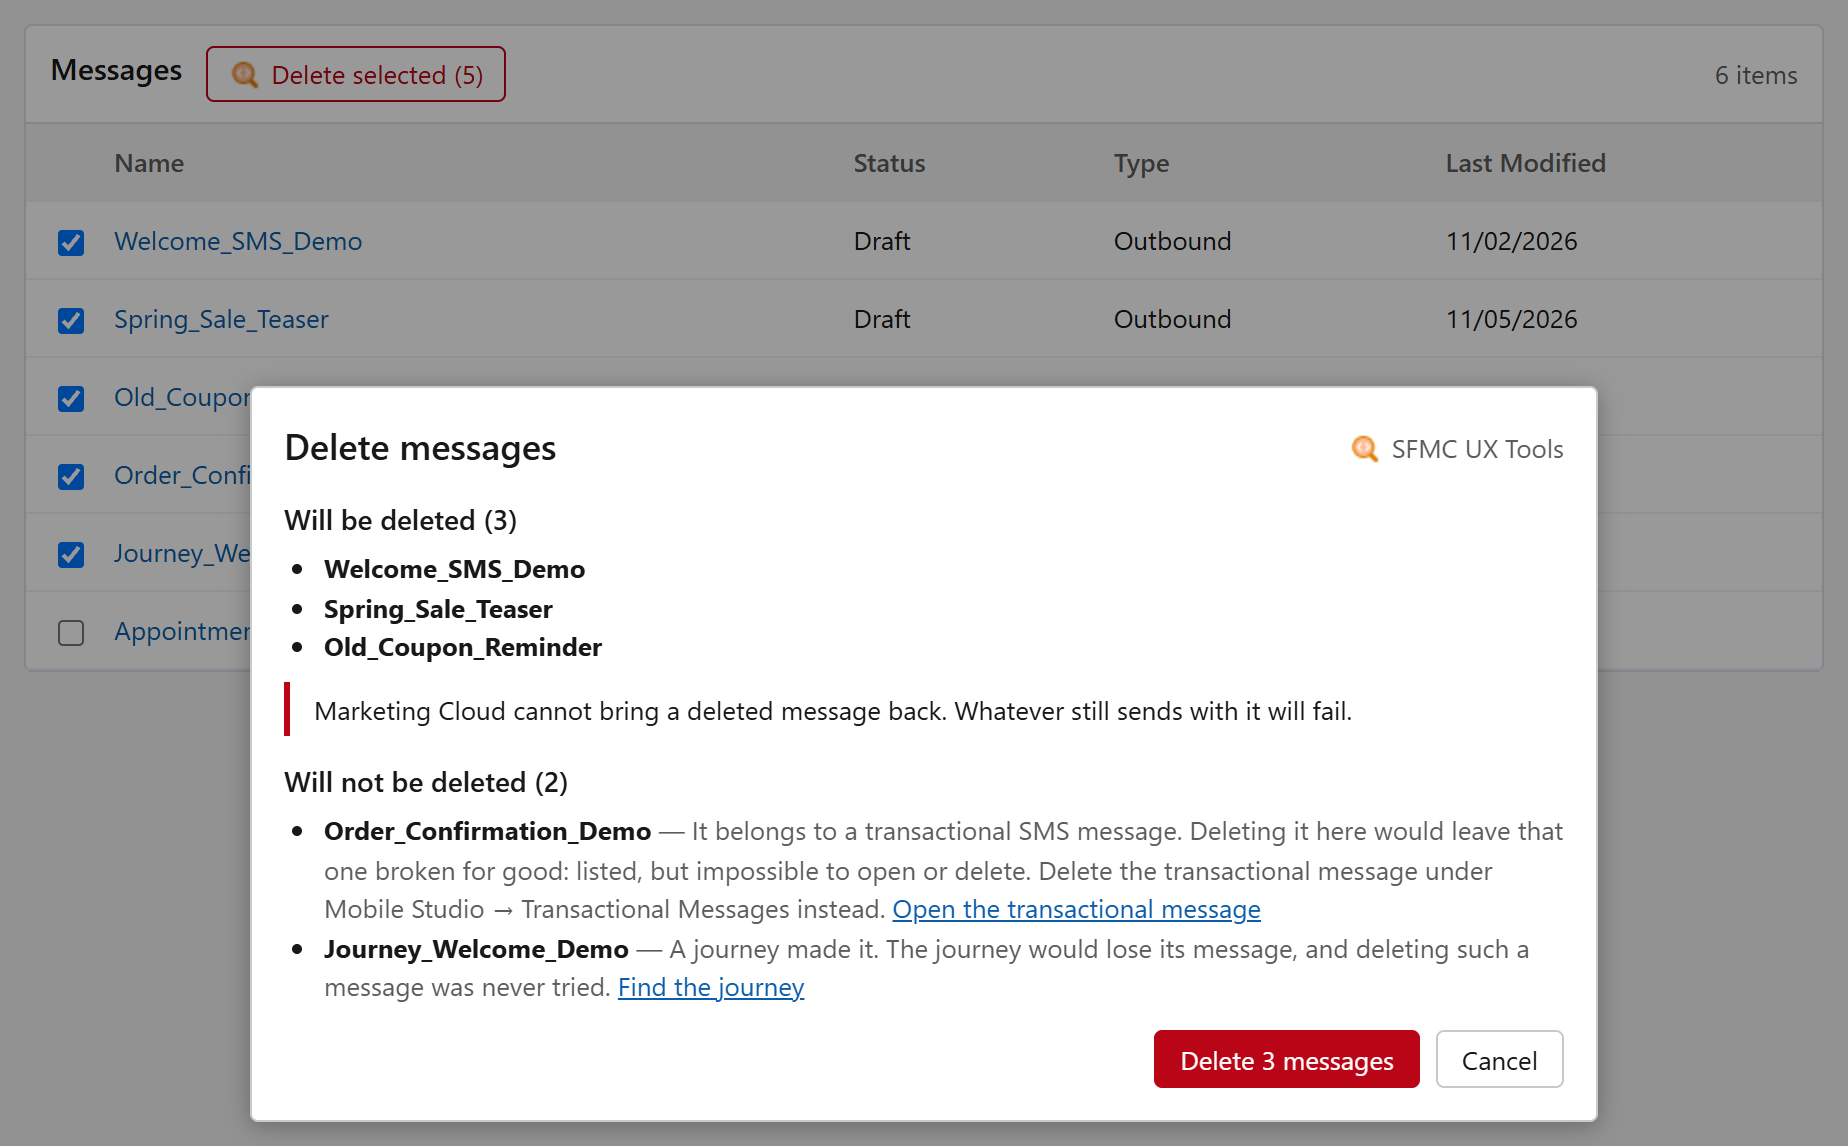 Messages
Delete selected (5)
6 items
Name Status Type Last Modified
Welcome_SMS_Demo Draft Outbound 11/02/2026
Spring_Sale_Teaser Draft Outbound 11/05/2026
Old_Coupon
Order_Confi
Journey_We
Appointmen
Delete messages
SFMC UX Tools
Will be deleted (3)
• Welcome_SMS_Demo
• Spring_Sale_Teaser
• Old_Coupon_Reminder
Marketing Cloud cannot bring a deleted message back. Whatever still sends with it will fail.
Will not be deleted (2)
• Order_Confirmation_Demo — It belongs to a transactional SMS message. Deleting it here would leave that
one broken for good: listed, but impossible to open or delete. Delete the transactional message under
Mobile Studio → Transactional Messages instead. Open the transactional message
• Journey_Welcome_Demo — A journey made it. The journey would lose its message, and deleting such a
message was never tried. Find the journey
Delete 3 messages
Cancel